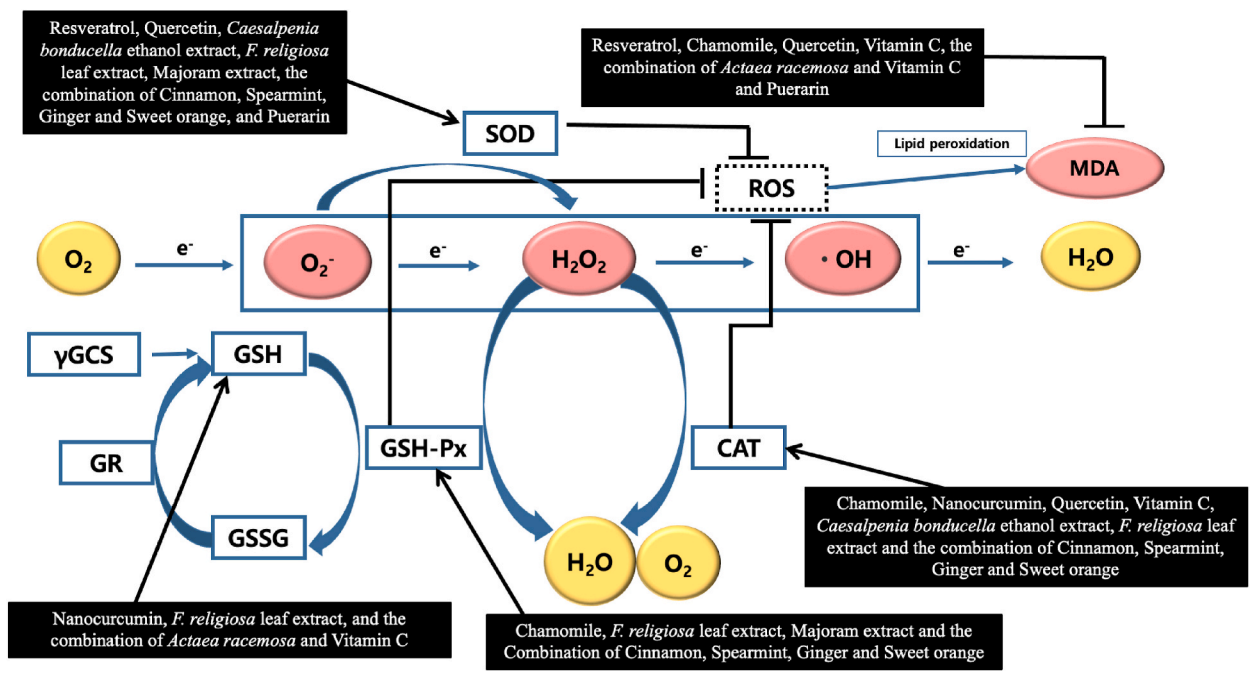 Resveratrol, Quercetin, Caesalpenia
bonducella ethanol extract, F. religiosa
leaf extract, Majoram extract, the
combination of Cinnamon, Spearmint,
Ginger and Sweet orange, and Puerarin
Resveratrol, Chamomile, Quercetin, Vitamin C, the
combination of Actaea racemosa and Vitamin C
and Puerarin
SOD
Lipid peroxidation
ROS
MDA
O₂
e⁻
O₂⁻
e⁻
H₂O₂
e⁻
·OH
e⁻
H₂O
γGCS
GSH
GR
GSH-Px
CAT
GSSG
H₂O
O₂
Chamomile, Nanocurcumin, Quercetin, Vitamin C,
Caesalpenia bonducella ethanol extract, F. religiosa leaf
extract and the combination of Cinnamon, Spearmint,
Ginger and Sweet orange
Nanocurcumin, F. religiosa leaf extract, and the
combination of Actaea racemosa and Vitamin C
Chamomile, F. religiosa leaf extract, Majoram extract and the
Combination of Cinnamon, Spearmint, Ginger and Sweet orange